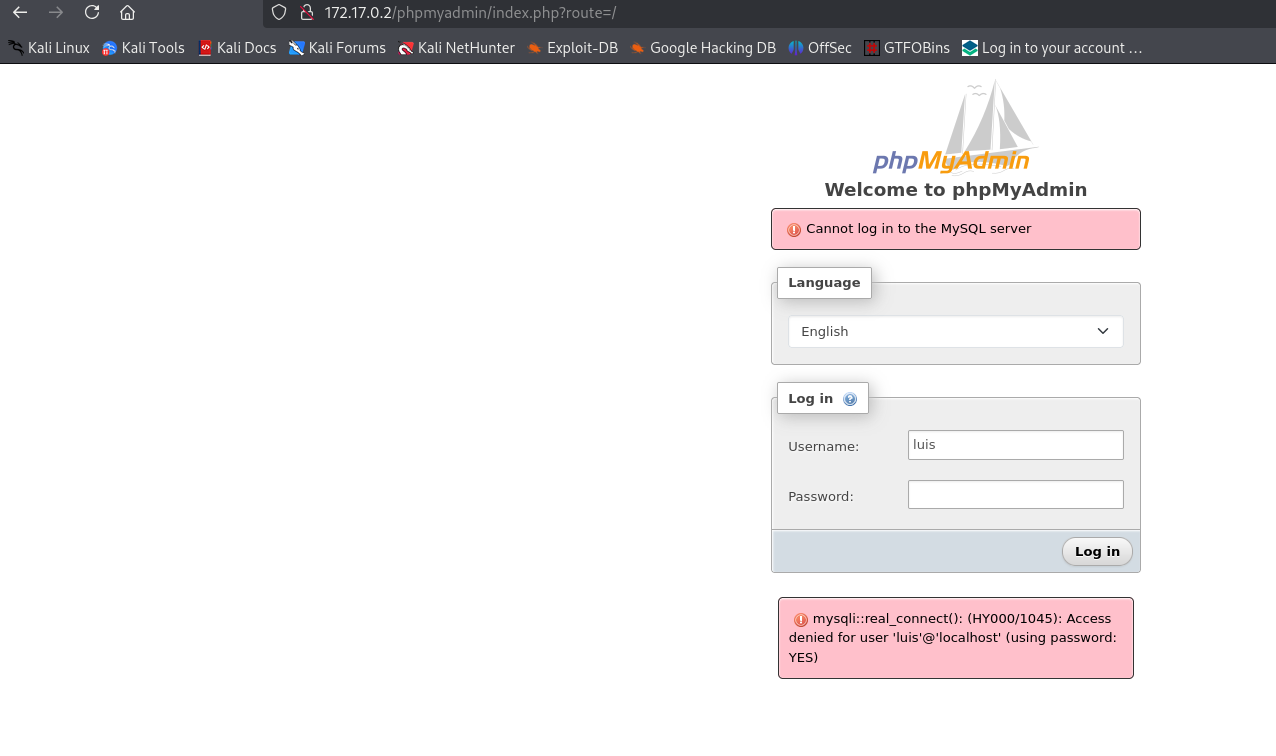 172.17.0.2/phpmyadmin/index.php?route=/
Kali Linux Kali Tools Kali Docs Kali Forums Kali NetHunter Exploit-DB Google Hacking DB OffSec GTFOBins Log in to your account ...
phpMyAdmin
Welcome to phpMyAdmin
Cannot log in to the MySQL server
Language
English
Log in
Username: luis
Password:
Log in
mysqli::real_connect(): (HY000/1045): Access
denied for user 'luis'@'localhost' (using password:
YES)